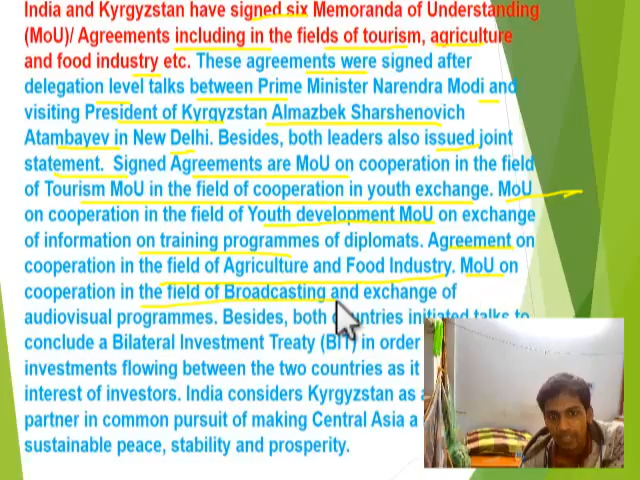 India and Kyrgyzstan have signed six Memoranda of Understanding
(MoU)/ Agreements including in the fields of tourism, agriculture
and food industry etc. These agreements were signed after
delegation level talks between Prime Minister Narendra Modi and
visiting President of Kyrgyzstan Almazbek Sharshenovich
Atambayev in New Delhi. Besides, both leaders also issued joint
statement. Signed Agreements are MoU on cooperation in the field
of Tourism MoU in the field of cooperation in youth exchange. MoU
on cooperation in the field of Youth development MoU on exchange
of information on training programmes of diplomats. Agreement on
cooperation in the field of Agriculture and Food Industry. MoU on
cooperation in the field of Broadcasting and exchange of
audiovisual programmes. Besides, both countries initiated talks to
conclude a Bilateral Investment Treaty (BIT) in order
investments flowing between the two countries as it
interest of investors. India considers Kyrgyzstan as
partner in common pursuit of making Central Asia a
sustainable peace, stability and prosperity.